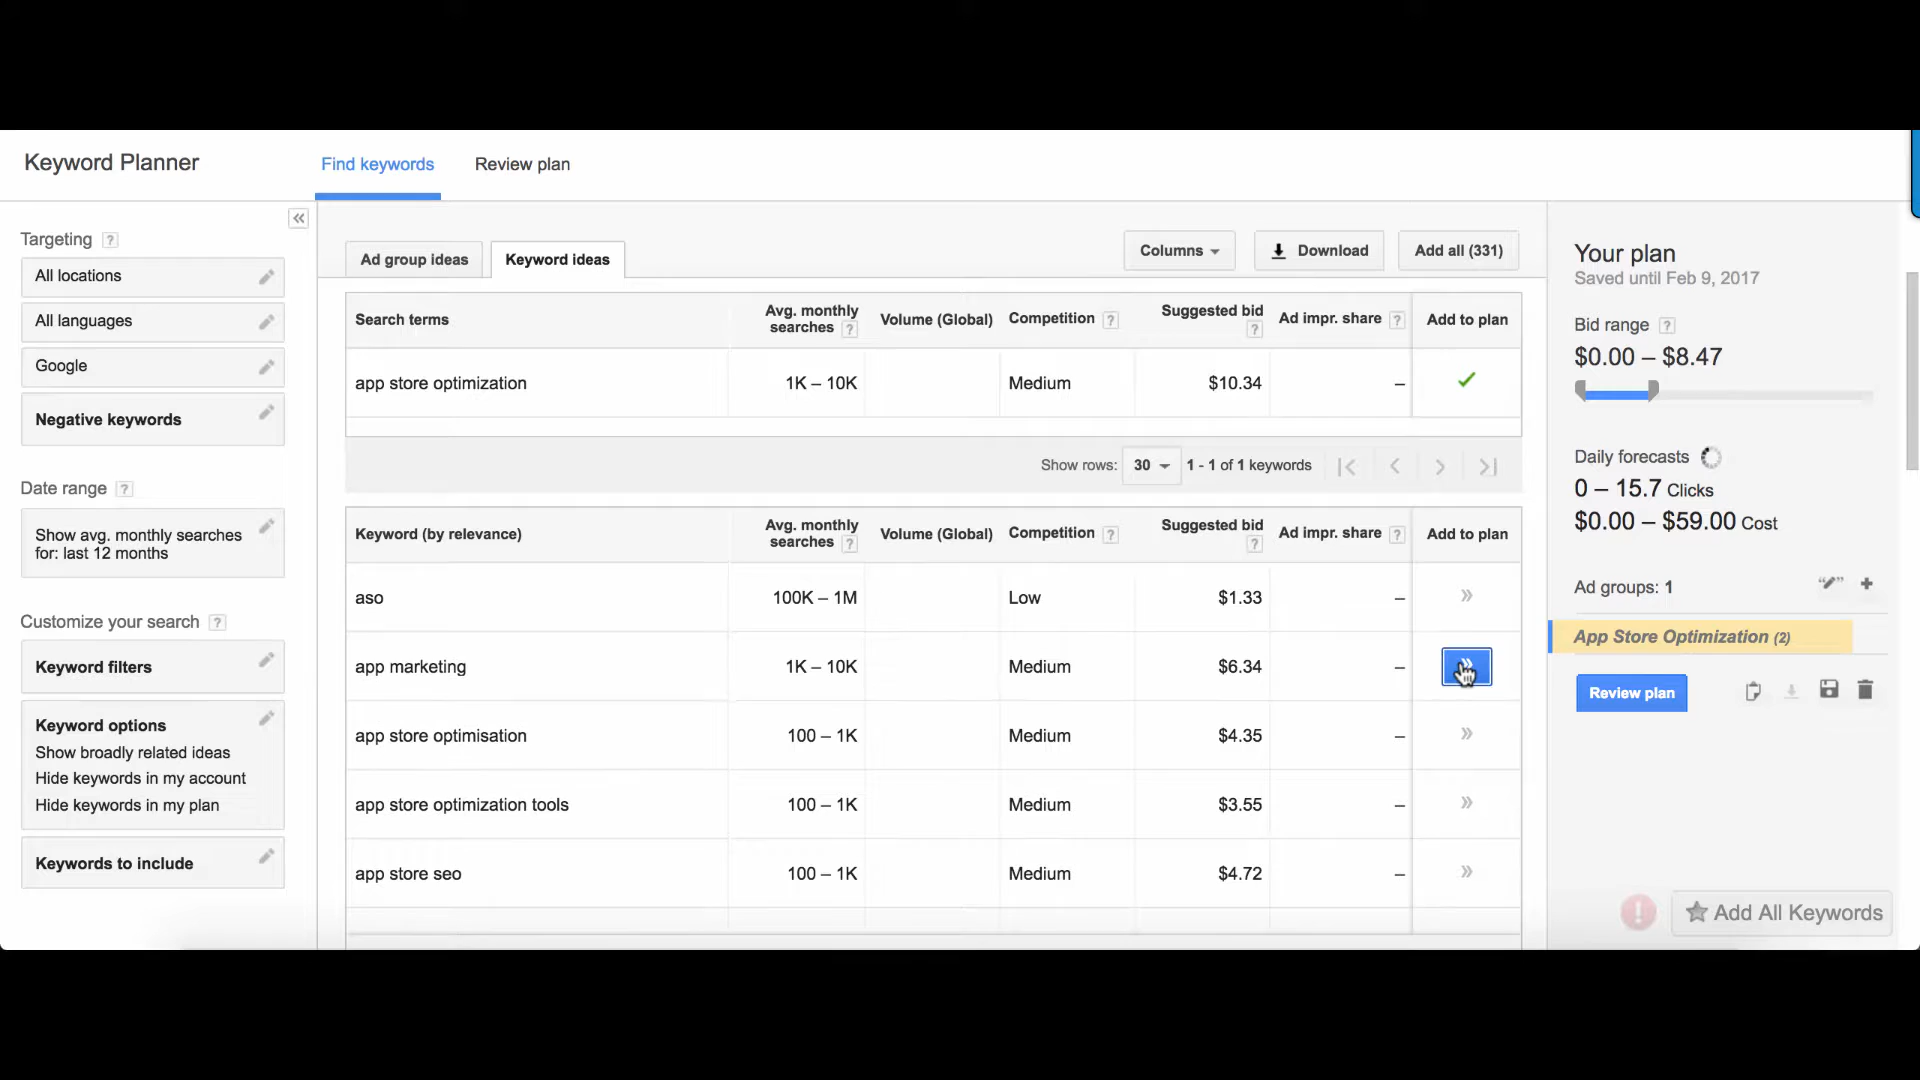 Keyword Planner
Find keywords
Review plan
«
Targeting ?
All locations
All languages
Google
Negative keywords
Date range ?
Show avg. monthly searches
for: last 12 months
Customize your search ?
Keyword filters
Keyword options
Show broadly related ideas
Hide keywords in my account
Hide keywords in my plan
Keywords to include
Ad group ideas
Keyword ideas
Columns
Download
Add all (331)
Search terms
Avg. monthly
searches ?
Volume (Global)
Competition ?
Suggested bid
?
Ad impr. share ?
Add to plan
app store optimization
1K – 10K
Medium
$10.34
–
Show rows:
30
1 - 1 of 1 keywords
Keyword (by relevance)
Avg. monthly
searches ?
Volume (Global)
Competition ?
Suggested bid
?
Ad impr. share ?
Add to plan
aso
100K – 1M
Low
$1.33
–
»
app marketing
1K – 10K
Medium
$6.34
–
»
app store optimisation
100 – 1K
Medium
$4.35
–
»
app store optimization tools
100 – 1K
Medium
$3.55
–
»
app store seo
100 – 1K
Medium
$4.72
–
»
Your plan
Saved until Feb 9, 2017
Bid range ?
$0.00 – $8.47
Daily forecasts
0 – 15.7 Clicks
$0.00 – $59.00 Cost
Ad groups: 1
App Store Optimization (2)
Review plan
! Add All Keywords